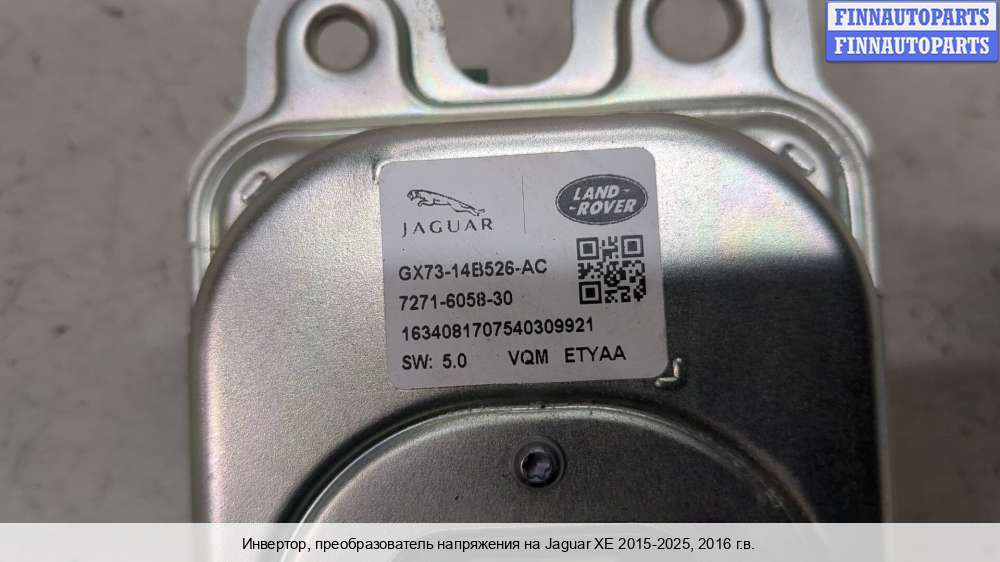 FINNAUTOPARTS
FINNAUTOPARTS
JAGUAR
LAND-
-ROVER
GX73-14B526-AC
7271-6058-30
1634081707540309921
SW: 5.0 VQM ETYAA
Инвертор, преобразователь напряжения на Jaguar XE 2015-2025, 2016 г.в.